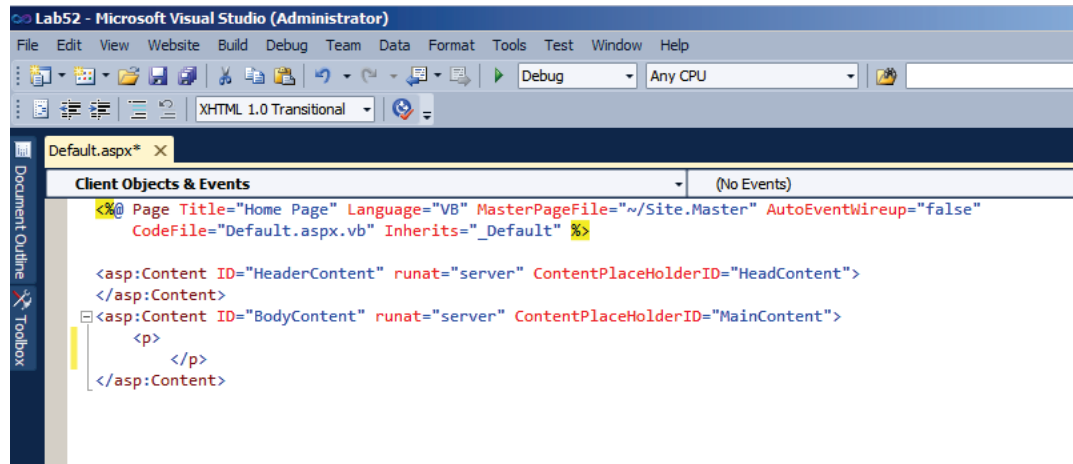 Lab52 - Microsoft Visual Studio (Administrator)
File Edit View Website Build Debug Team Data Format Tools Test Window Help
Debug Any CPU
XHTML 1.0 Transitional
Default.aspx*
Client Objects & Events (No Events)
<%@ Page Title="Home Page" Language="VB" MasterPageFile="~/Site.Master" AutoEventWireup="false"
CodeFile="Default.aspx.vb" Inherits="_Default" %>
<asp:Content ID="HeaderContent" runat="server" ContentPlaceHolderID="HeadContent">
</asp:Content>
<asp:Content ID="BodyContent" runat="server" ContentPlaceHolderID="MainContent">
<p>
</p>
</asp:Content>
Document Outline
Toolbox